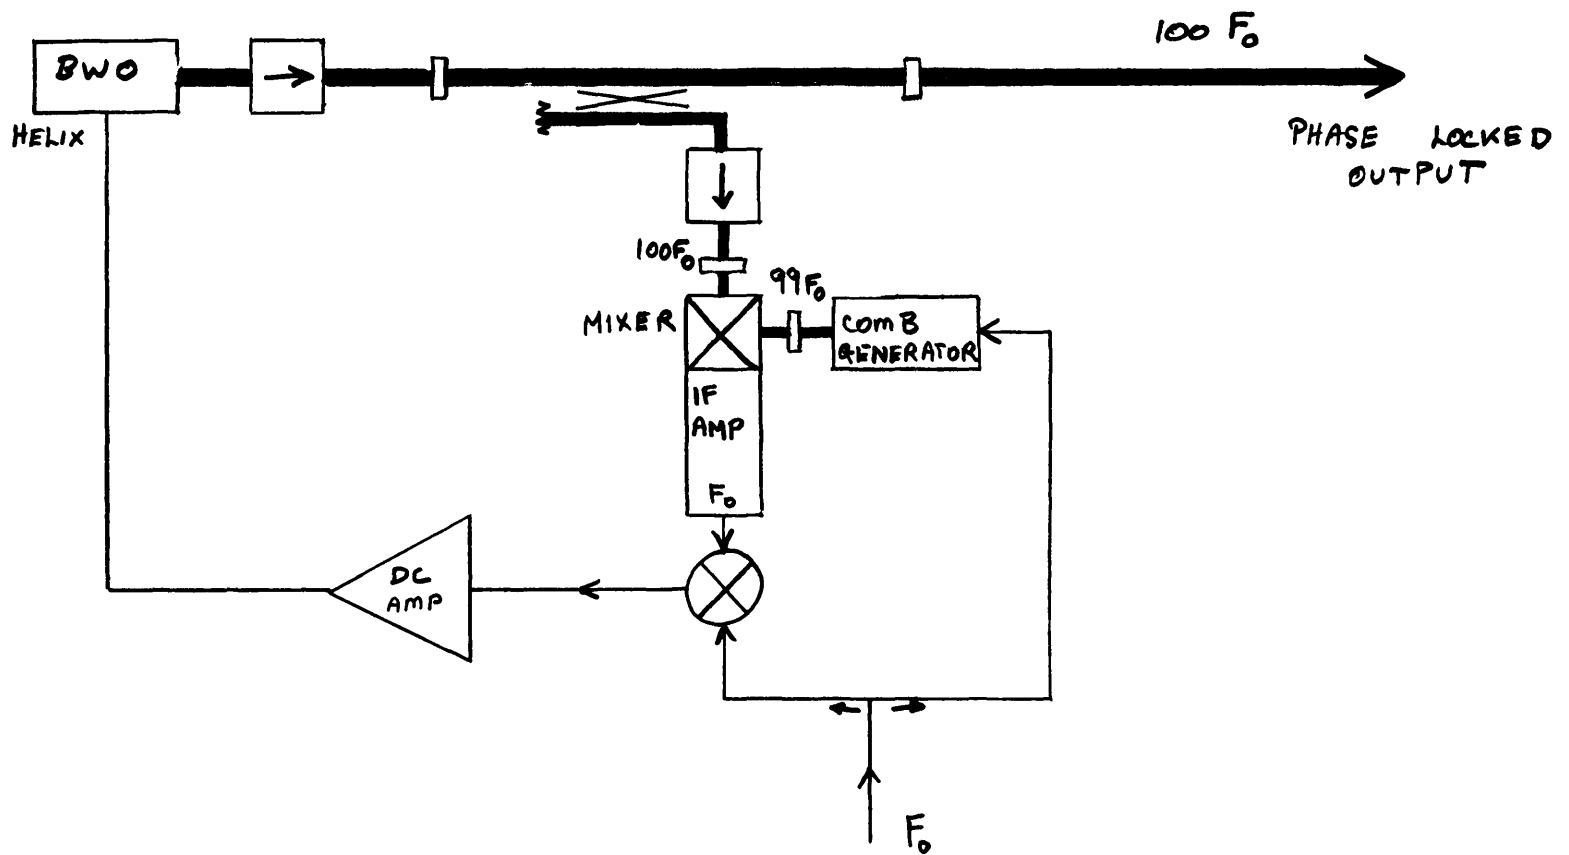 100 F₀
BWO
HELIX
PHASE LOCKED
OUTPUT
100F₀
99F₀
MIXER
COMB
GENERATOR
IF
AMP
F₀
DC
AMP
F₀